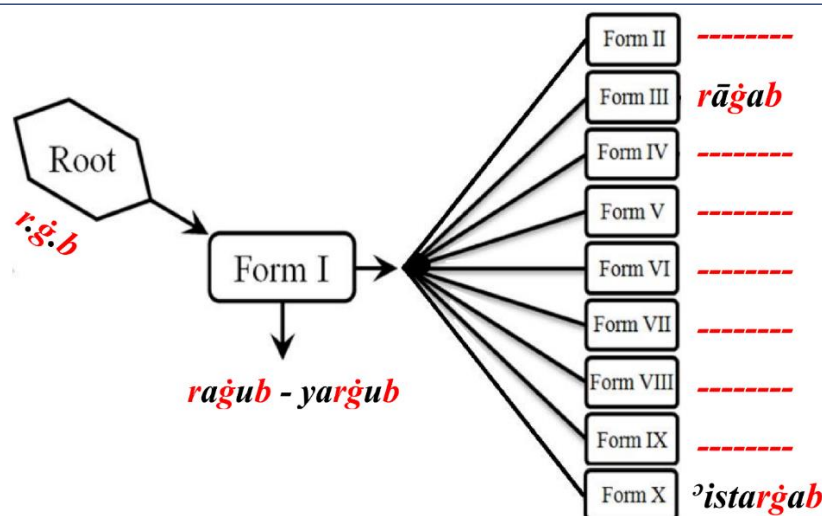 Form II --------
Form III rāġab
Form IV --------
Root
r.ġ.b
Form V --------
Form I
Form VI --------
Form VII --------
raġub - yarġub
Form VIII --------
Form IX --------
Form X ʾistarġab